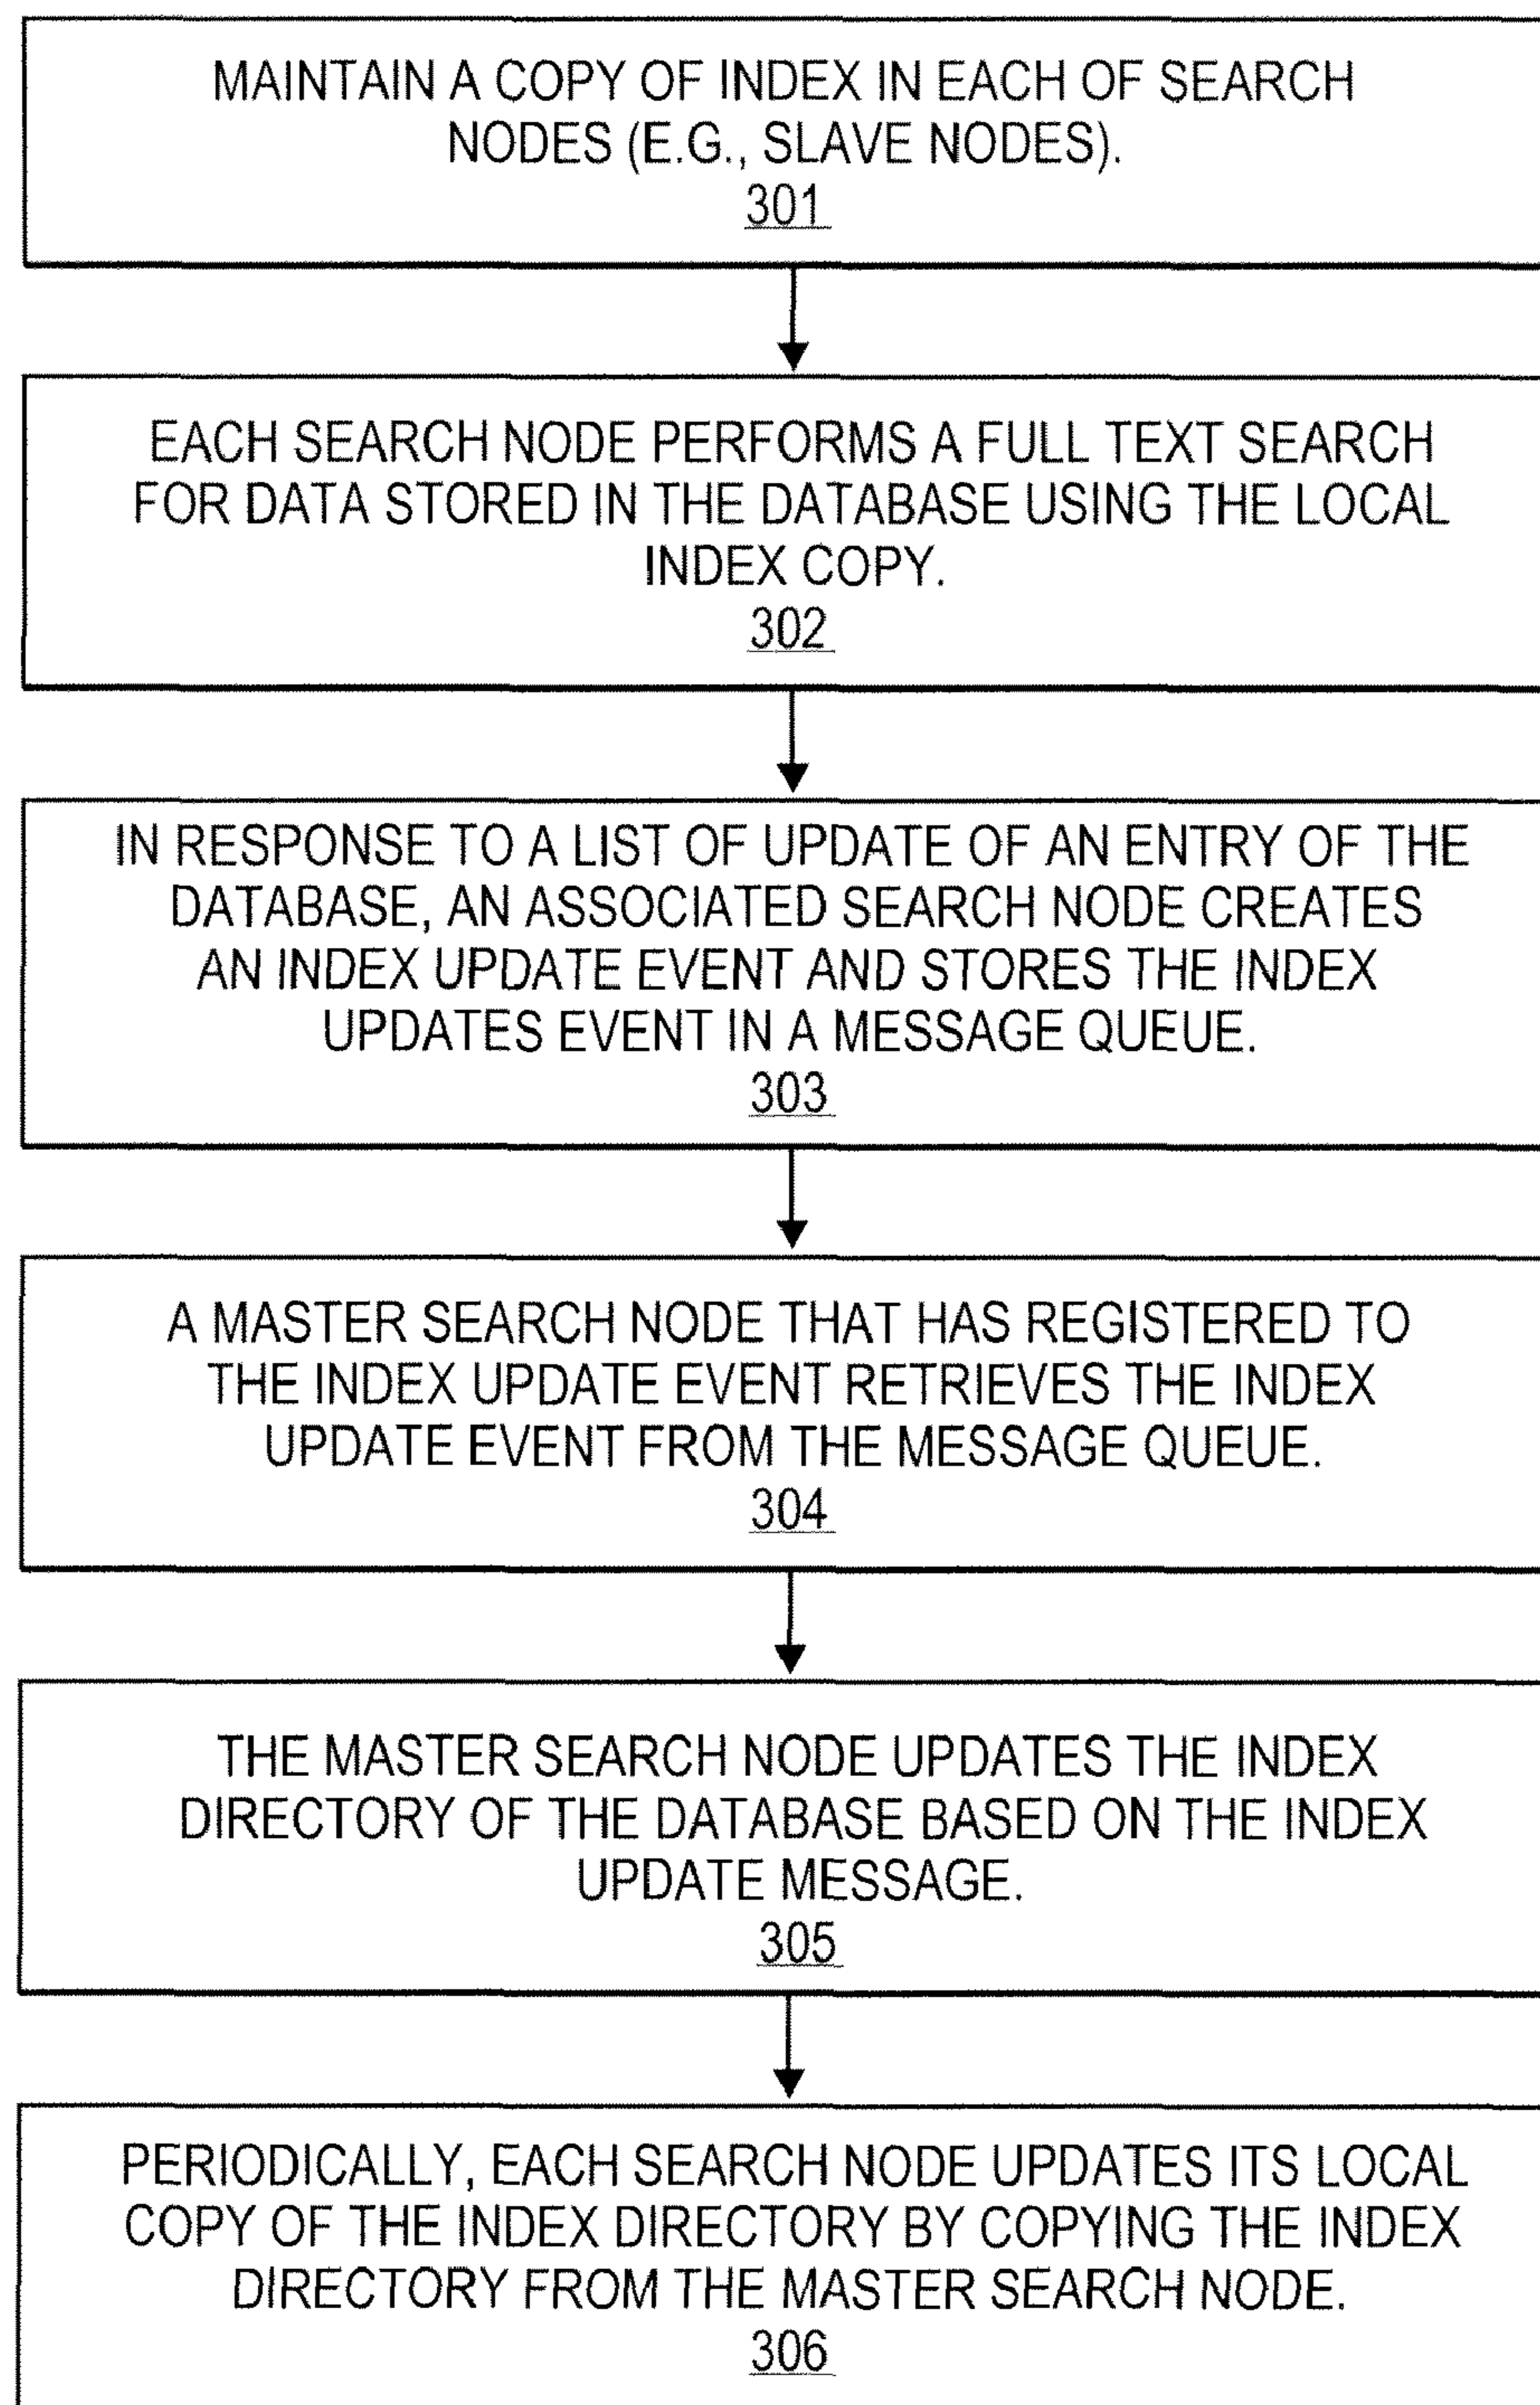 MAINTAIN A COPY OF INDEX IN EACH OF SEARCH
NODES (E.G., SLAVE NODES).
301
EACH SEARCH NODE PERFORMS A FULL TEXT SEARCH
FOR DATA STORED IN THE DATABASE USING THE LOCAL
INDEX COPY.
302
IN RESPONSE TO A LIST OF UPDATE OF AN ENTRY OF THE
DATABASE, AN ASSOCIATED SEARCH NODE CREATES
AN INDEX UPDATE EVENT AND STORES THE INDEX
UPDATES EVENT IN A MESSAGE QUEUE.
303
A MASTER SEARCH NODE THAT HAS REGISTERED TO
THE INDEX UPDATE EVENT RETRIEVES THE INDEX
UPDATE EVENT FROM THE MESSAGE QUEUE.
304
THE MASTER SEARCH NODE UPDATES THE INDEX
DIRECTORY OF THE DATABASE BASED ON THE INDEX
UPDATE MESSAGE.
305
PERIODICALLY, EACH SEARCH NODE UPDATES ITS LOCAL
COPY OF THE INDEX DIRECTORY BY COPYING THE INDEX
DIRECTORY FROM THE MASTER SEARCH NODE.
306